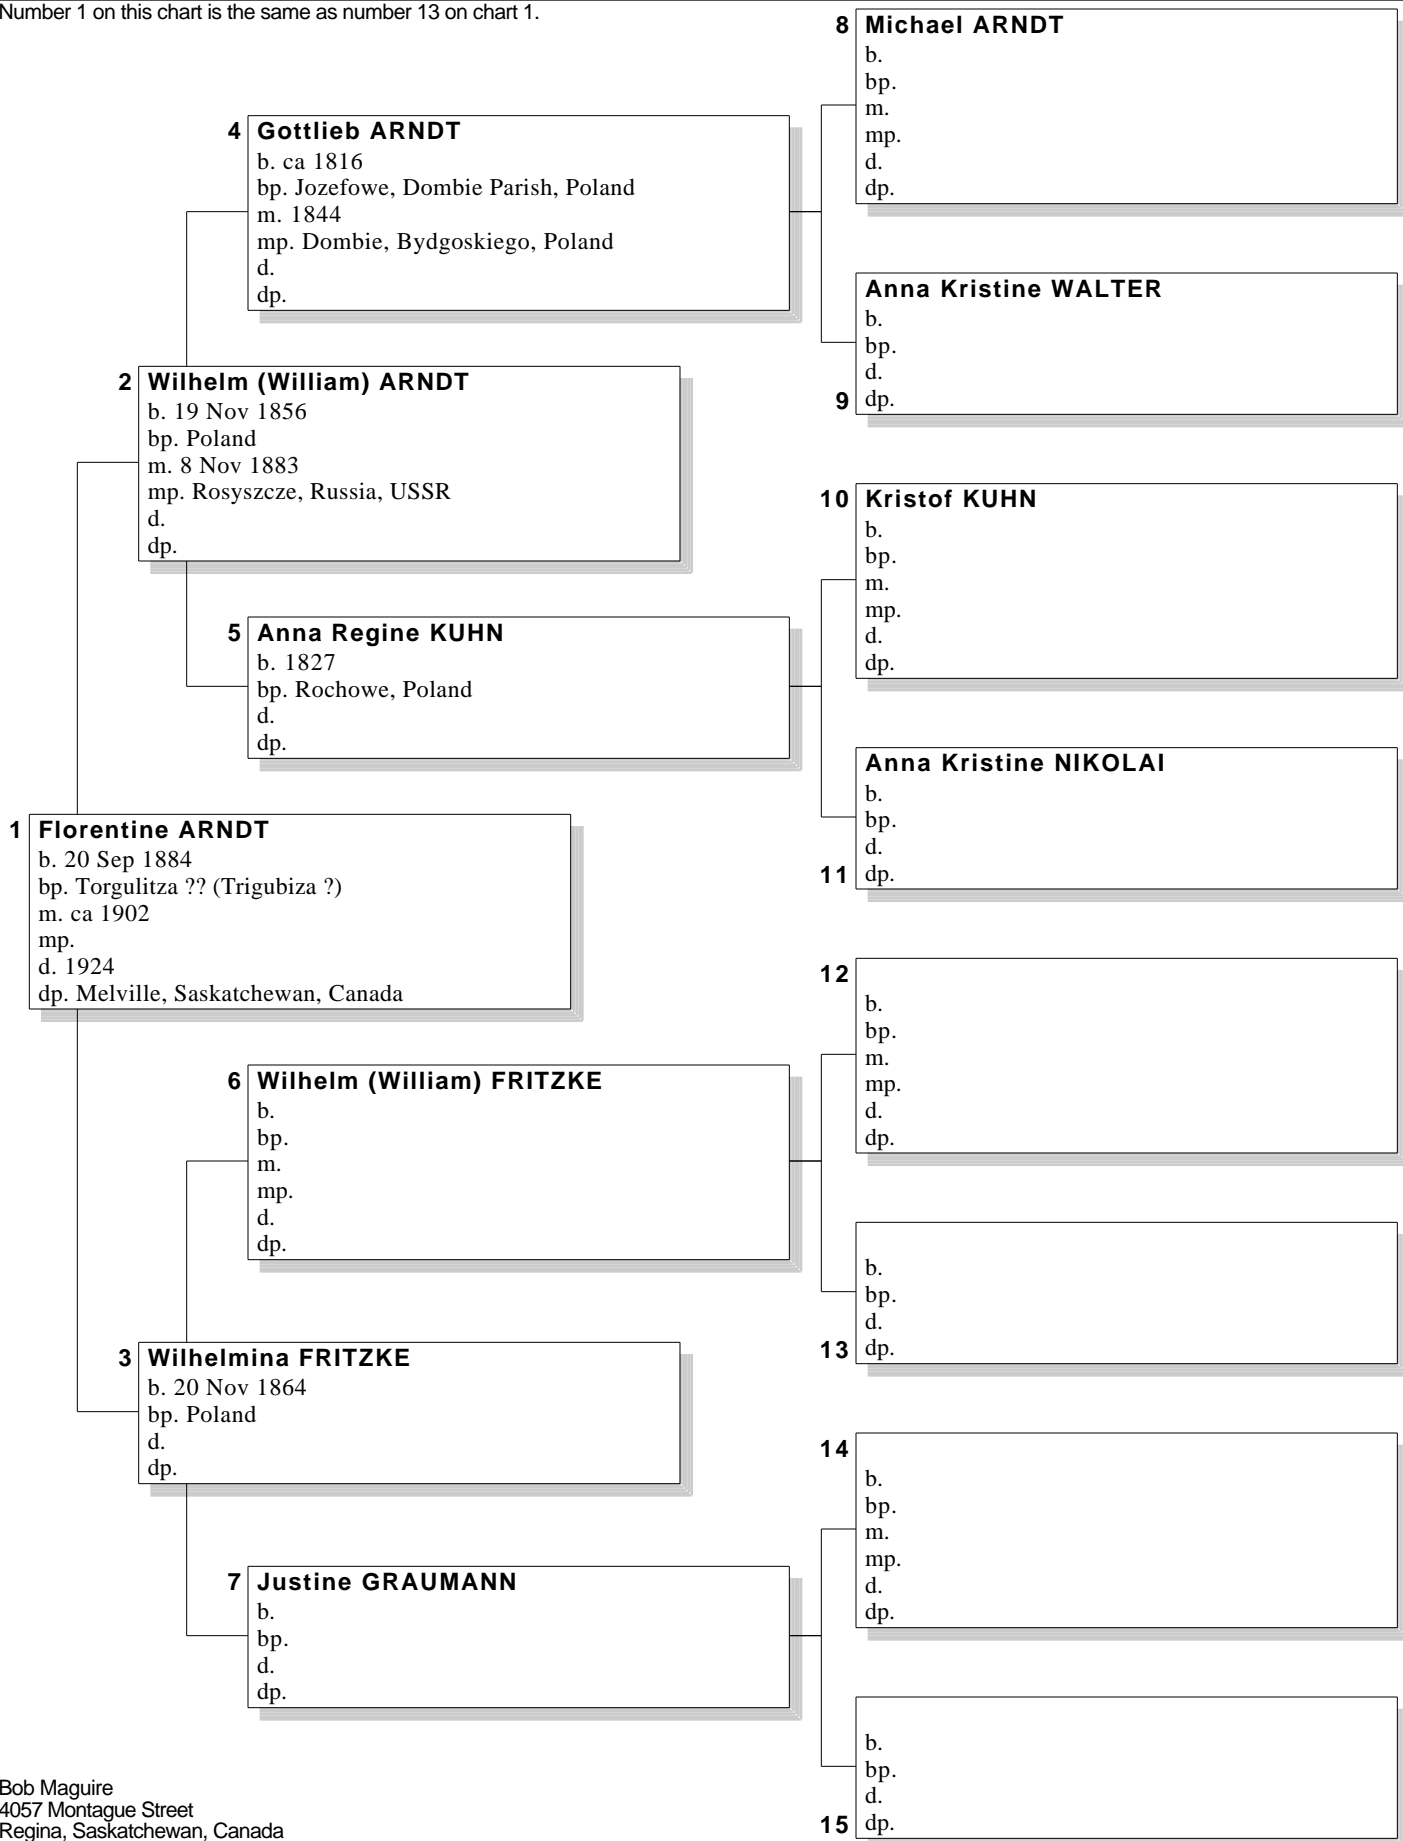 Number 1 on this chart is the same as number 13 on chart 1.
8 Michael ARNDT
b.
bp.
m.
mp.
d.
dp.
4 Gottlieb ARNDT
b. ca 1816
bp. Jozefowe, Dombie Parish, Poland
m. 1844
mp. Dombie, Bydgoskiego, Poland
d.
dp.
Anna Kristine WALTER
b.
bp.
d.
9 dp.
2 Wilhelm (William) ARNDT
b. 19 Nov 1856
bp. Poland
m. 8 Nov 1883
mp. Rosyszcze, Russia, USSR
d.
dp.
10 Kristof KUHN
b.
bp.
m.
mp.
d.
dp.
5 Anna Regine KUHN
b. 1827
bp. Rochowe, Poland
d.
dp.
Anna Kristine NIKOLAI
b.
bp.
d.
11 dp.
1 Florentine ARNDT
b. 20 Sep 1884
bp. Torgulitza ?? (Trigubiza ?)
m. ca 1902
mp.
d. 1924
dp. Melville, Saskatchewan, Canada
12
b.
bp.
m.
mp.
d.
dp.
6 Wilhelm (William) FRITZKE
b.
bp.
m.
mp.
d.
dp.
b.
bp.
d.
13 dp.
3 Wilhelmina FRITZKE
b. 20 Nov 1864
bp. Poland
d.
dp.
14
b.
bp.
m.
mp.
d.
dp.
7 Justine GRAUMANN
b.
bp.
d.
dp.
b.
bp.
d.
15 dp.
Bob Maguire
4057 Montague Street
Regina, Saskatchewan, Canada